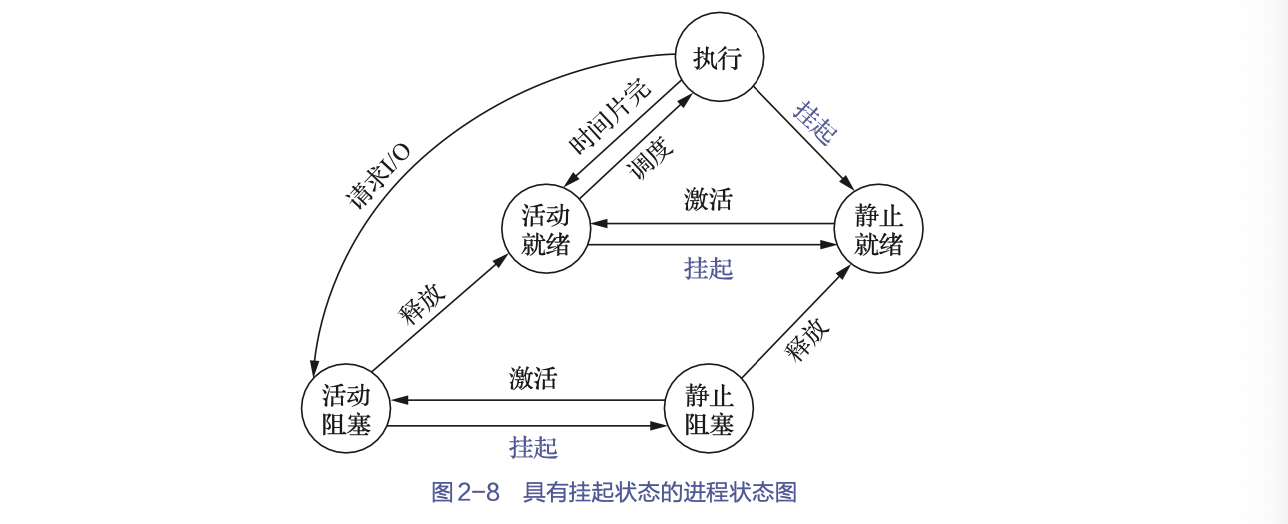 执行
时间片完
挂起
请求I/O
调度
激活
活动
就绪
静止
就绪
挂起
释放
释放
激活
活动
阻塞
静止
阻塞
挂起
图 2-8 具有挂起状态的进程状态图